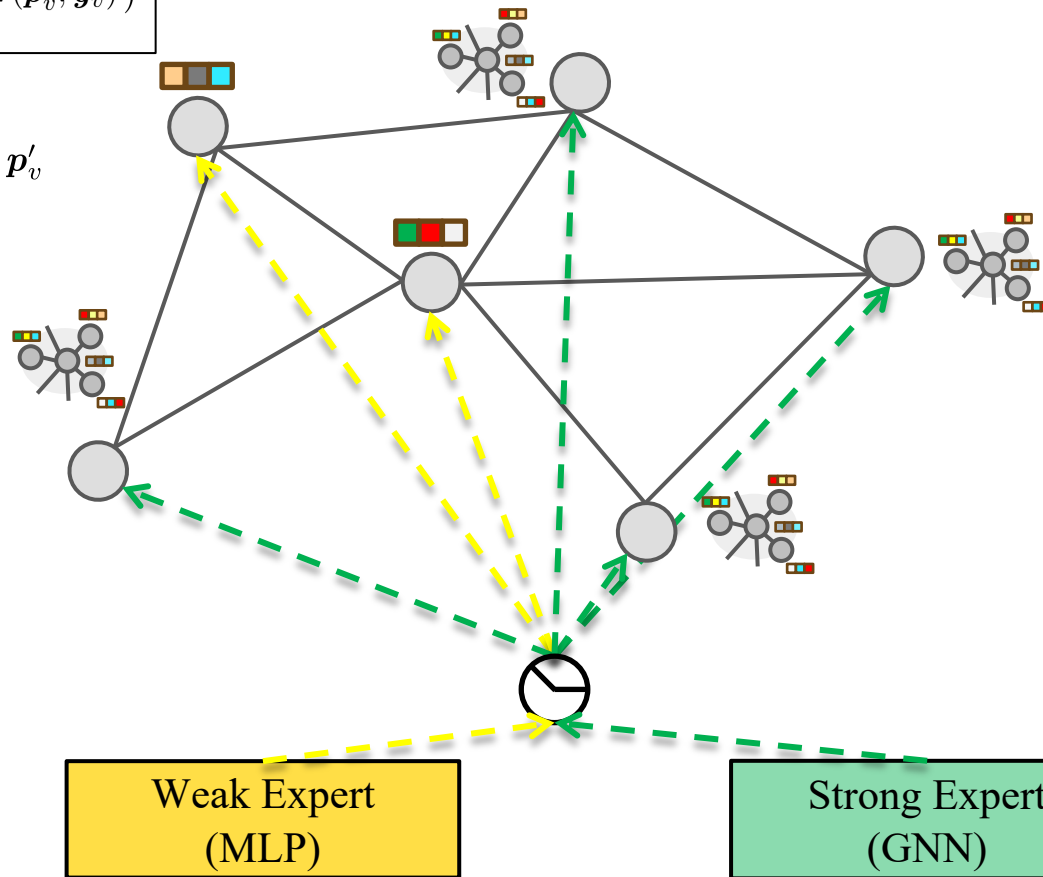 p′ᵥ
Weak Expert
(MLP)
Strong Expert
(GNN)